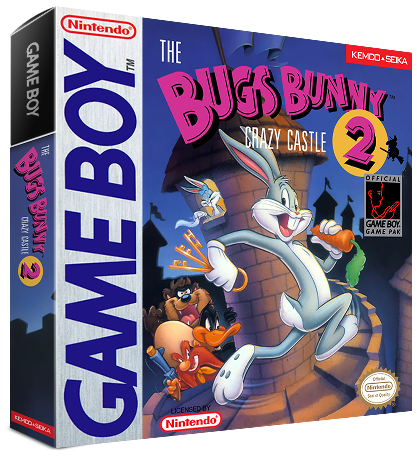 GAME BOY
THE
BUGS BUNNY
CRAZY CASTLE
2
KEMCO★SEIKA
Nintendo
GAME BOY™
THE
BUGS BUNNY™
CRAZY CASTLE
2
KEMCO★SEIKA
OFFICIAL
GAME BOY
GAME PAK
LICENSED BY
Nintendo
Official
Nintendo
Seal of Quality